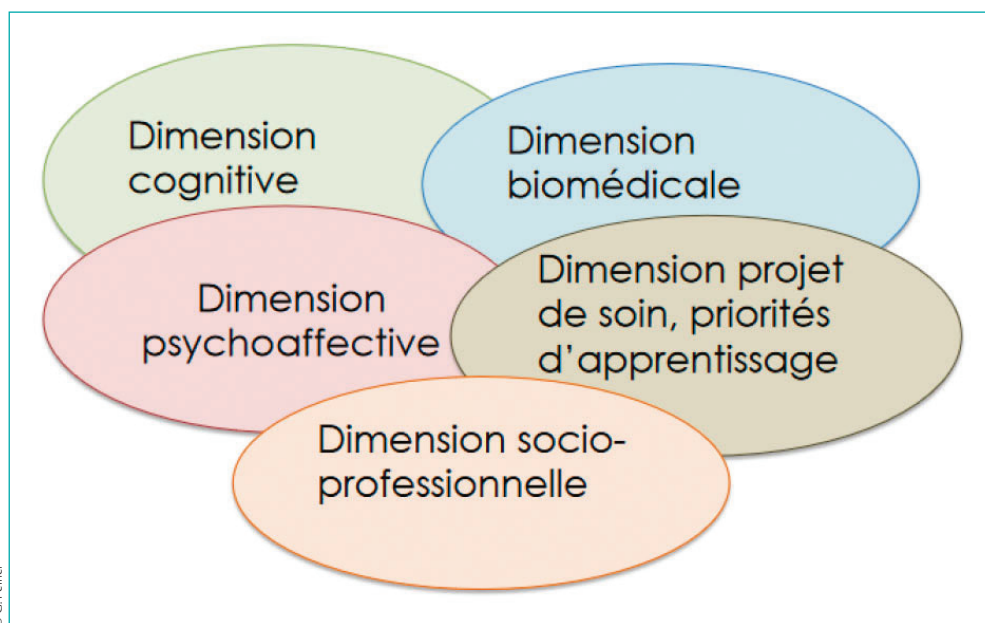 Dimension
cognitive
Dimension
biomédicale
Dimension
psychoaffective
Dimension projet
de soin, priorités
d'apprentissage
Dimension socio-
professionnelle